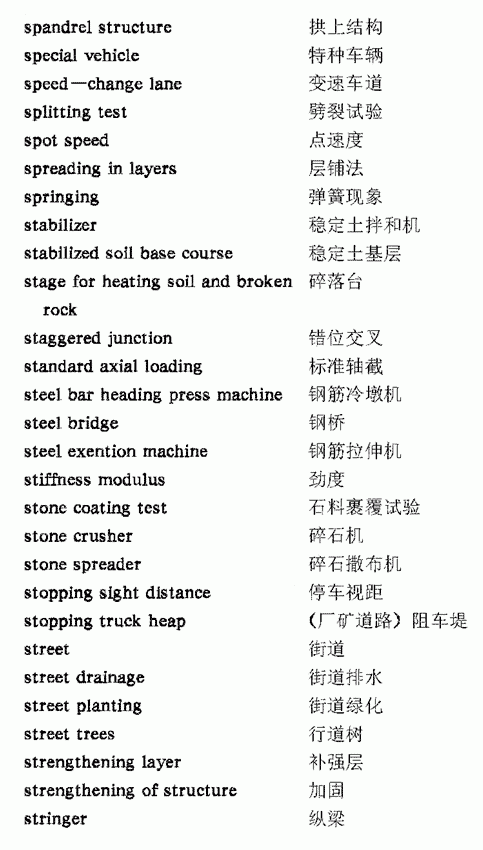 spandrel structure 拱上结构
special vehicle 特种车辆
speed—change lane 变速车道
splitting test 劈裂试验
spot speed 点速度
spreading in layers 层铺法
springing 弹簧现象
stabilizer 稳定土拌和机
stabilized soil base course 稳定土基层
stage for heating soil and broken 碎落台
rock
staggered junction 错位交叉
standard axial loading 标准轴截
steel bar heading press machine 钢筋冷墩机
steel bridge 钢桥
steel exention machine 钢筋拉伸机
stiffness modulus 劲度
stone coating test 石料裹覆试验
stone crusher 碎石机
stone spreader 碎石撒布机
stopping sight distance 停车视距
stopping truck heap (厂矿道路) 阻车堤
street 街道
street drainage 街道排水
street planting 街道绿化
street trees 行道树
strengthening layer 补强层
strengthening of structure 加固
stringer 纵梁